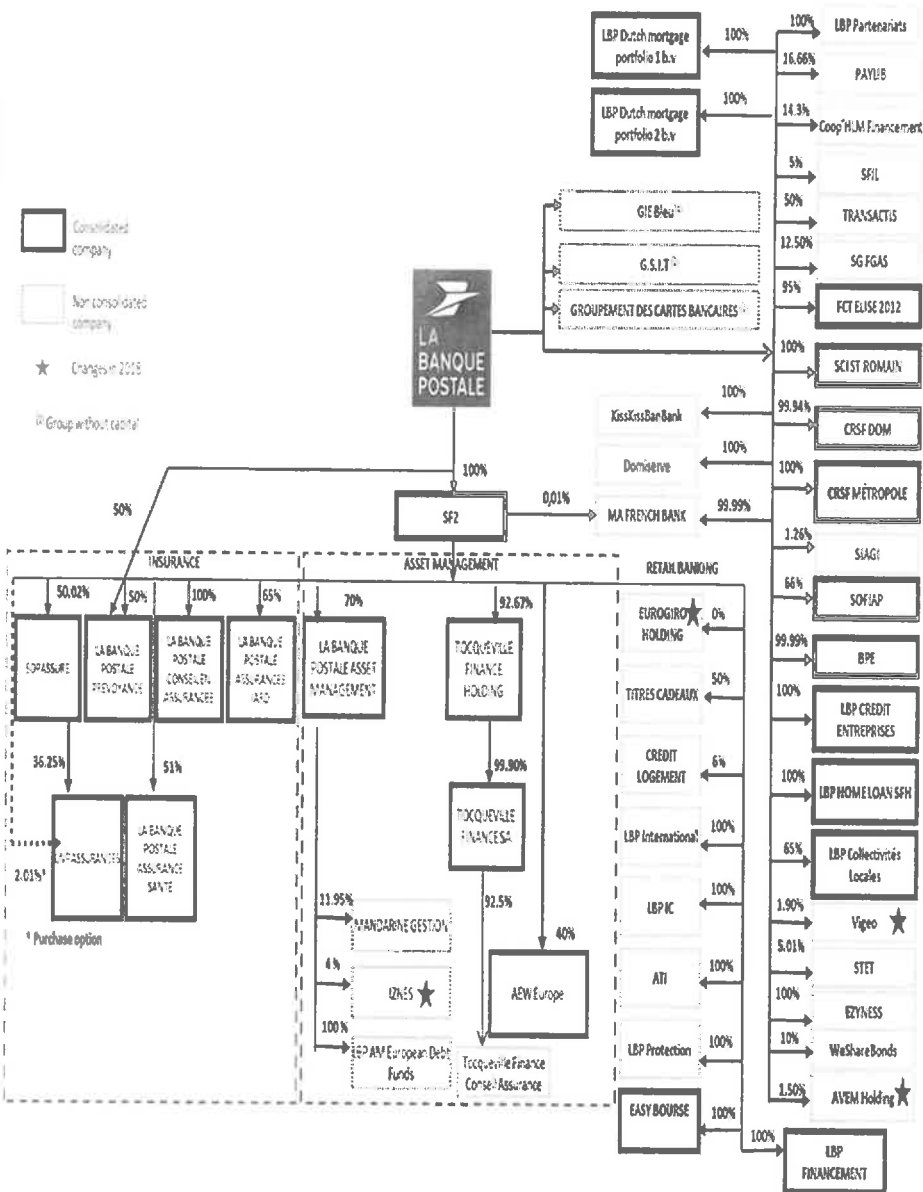 LBP Dutch mortgage
portfolio 1 b.v
100%
LBP Dutch mortgage
portfolio 2 b.v
100%
100%
LBP Partenariats
16.66%
PAYLIB
14.3%
Coop'HLM Financement
5%
SFIL
50%
TRANSACTIS
12.50%
SGFGAS
95%
FCT ELISE 2012
Consolidated
company
Non consolidated
company
★ Changes in 2018
Group without capital
GIE Bleu
G.S.I.T
GROUPEMENT DES CARTES BANCAIRES
LA
BANQUE
POSTALE
100%
SCI ST ROMAIN
99.94%
CRSF DOM
100%
CRSF MÉTROPOLE
1.26%
SIAGI
66%
SOFIAP
99.99%
BPE
100%
LBP CREDIT
ENTREPRISES
100%
LBP HOME LOAN SFH
65%
LBP Collectivités
Locales
1.90%
Vigeo ★
5.01%
STET
100%
EZYNESS
10%
WeShareBonds
1.50%
AVEM Holding ★
KissKissBanBank
100%
Domiserve
100%
MA FRENCH BANK
99.99%
0,01%
100%
SF2
50%
INSURANCE
50.02%
50%
100%
65%
SOPASSURE
LA BANQUE
POSTALE
PREVOYANCE
LA BANQUE
POSTALE
CONSEIL EN
ASSURANCES
LA BANQUE
POSTALE
ASSURANCES
IARD
36.25%
51%
2.01%¹
CNP ASSURANCES
LA BANQUE
POSTALE
ASSURANCE
SANTÉ
¹ Purchase option
ASSET MANAGEMENT
70%
LA BANQUE
POSTALE ASSET
MANAGEMENT
92.67%
TOCQUEVILLE
FINANCE
HOLDING
99.90%
TOCQUEVILLE
FINANCE SA
92.5%
Tocqueville Finance
Conseil Assurance
11.95%
MANDARINE GESTION
4%
IZNES ★
100%
European Debt
Funds
40%
AEW Europe
RETAIL BANKING
EUROGIRO ★
HOLDING
0%
TITRES CADEAUX
50%
CREDIT
LOGEMENT
6%
LBP International
100%
LBP IC
100%
ATI
100%
LBP Protection
100%
EASY BOURSE
100%
100%
LBP
FINANCEMENT